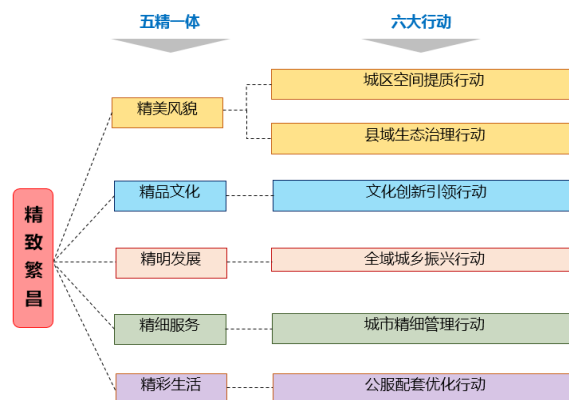 五精一体
六大行动
精致繁昌
精美风貌
城区空间提质行动
县域生态治理行动
精品文化
文化创新引领行动
精明发展
全域城乡振兴行动
精细服务
城市精细管理行动
精彩生活
公服配套优化行动